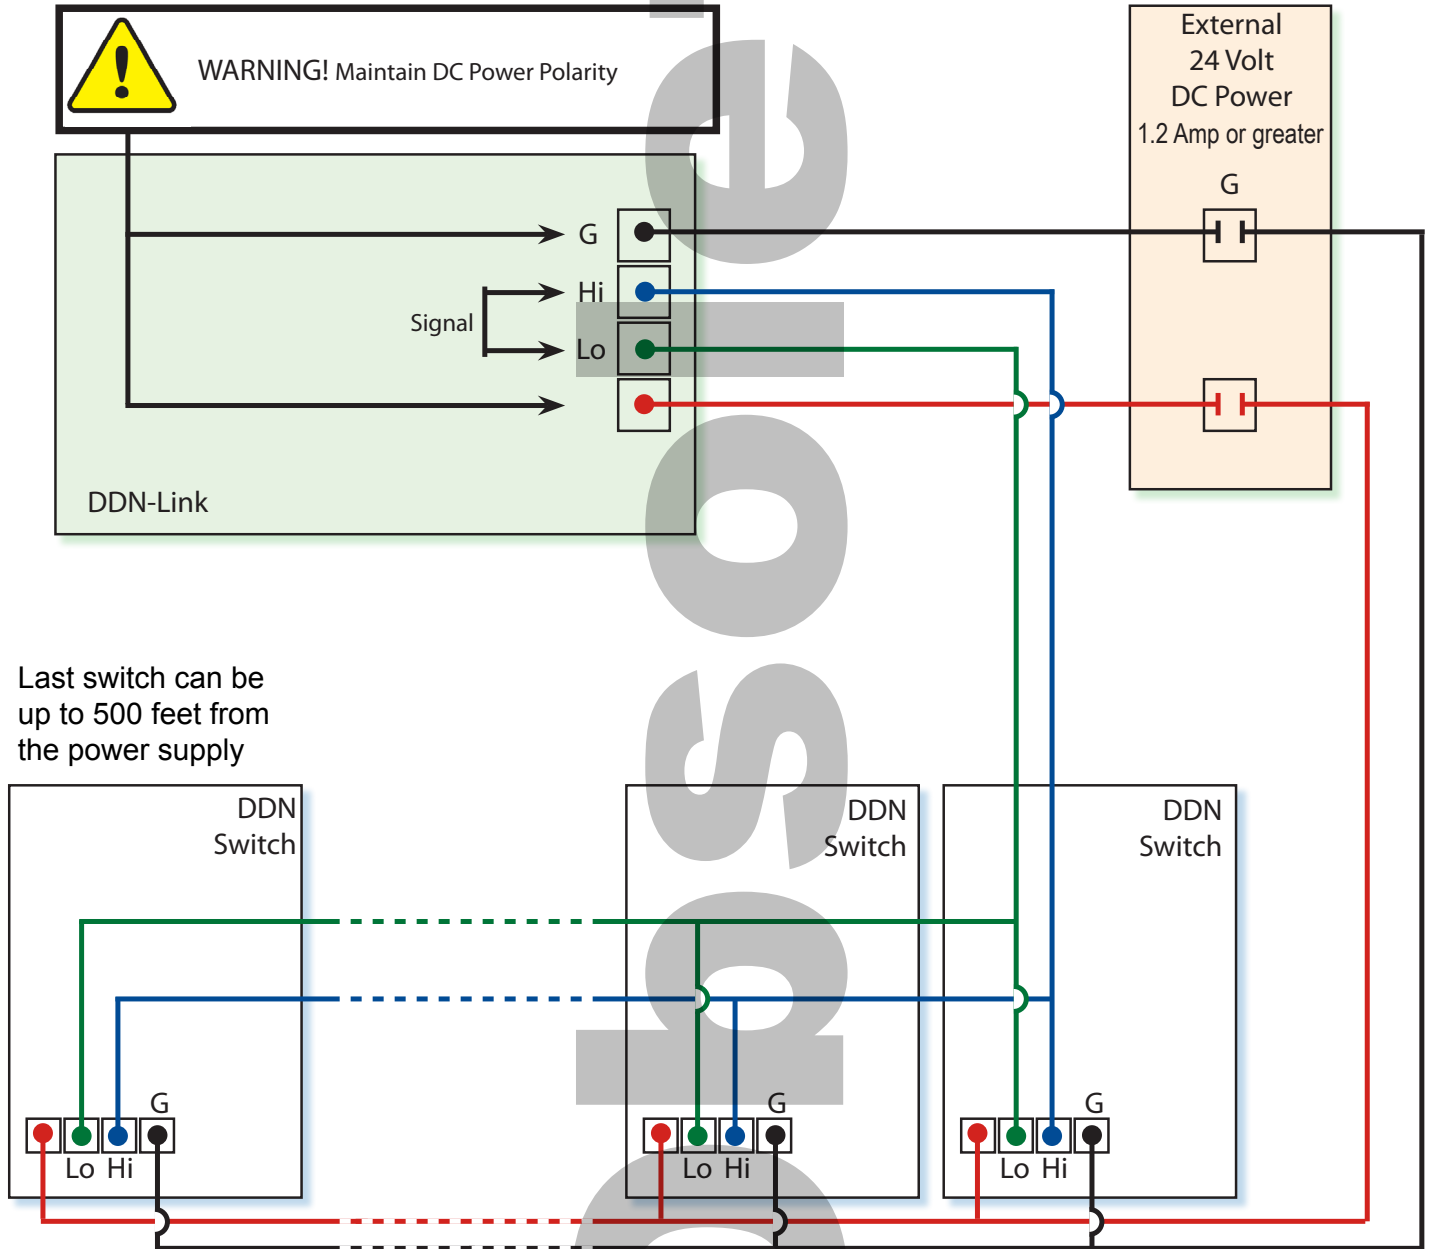 WARNING! Maintain DC Power Polarity
External
24 Volt
DC Power
1.2 Amp or greater
G
G
Hi
Signal
Lo
DDN-Link
Last switch can be
up to 500 feet from
the power supply
DDN
Switch
DDN
Switch
DDN
Switch
G
Lo Hi
G
Lo Hi
G
Lo Hi